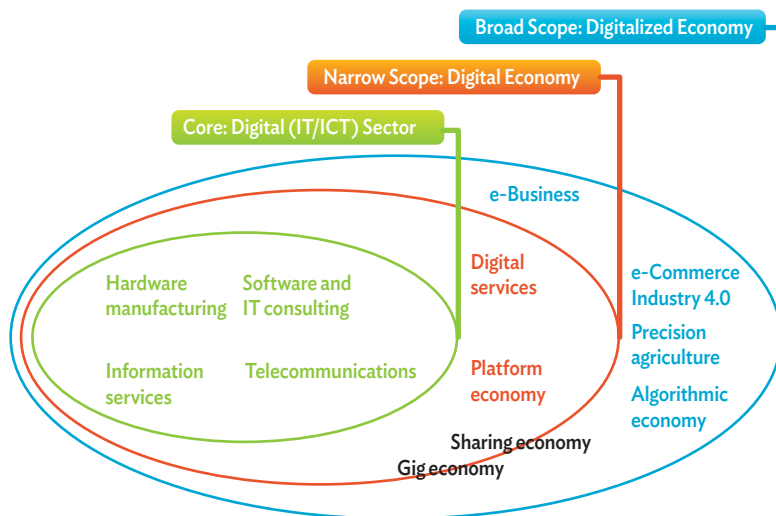 Broad Scope: Digitalized Economy
Narrow Scope: Digital Economy
Core: Digital (IT/ICT) Sector
e-Business
Hardware
manufacturing
Software and
IT consulting
Digital
services
e-Commerce
Industry 4.0
Precision
agriculture
Information
services
Telecommunications
Platform
economy
Algorithmic
economy
Sharing economy
Gig economy